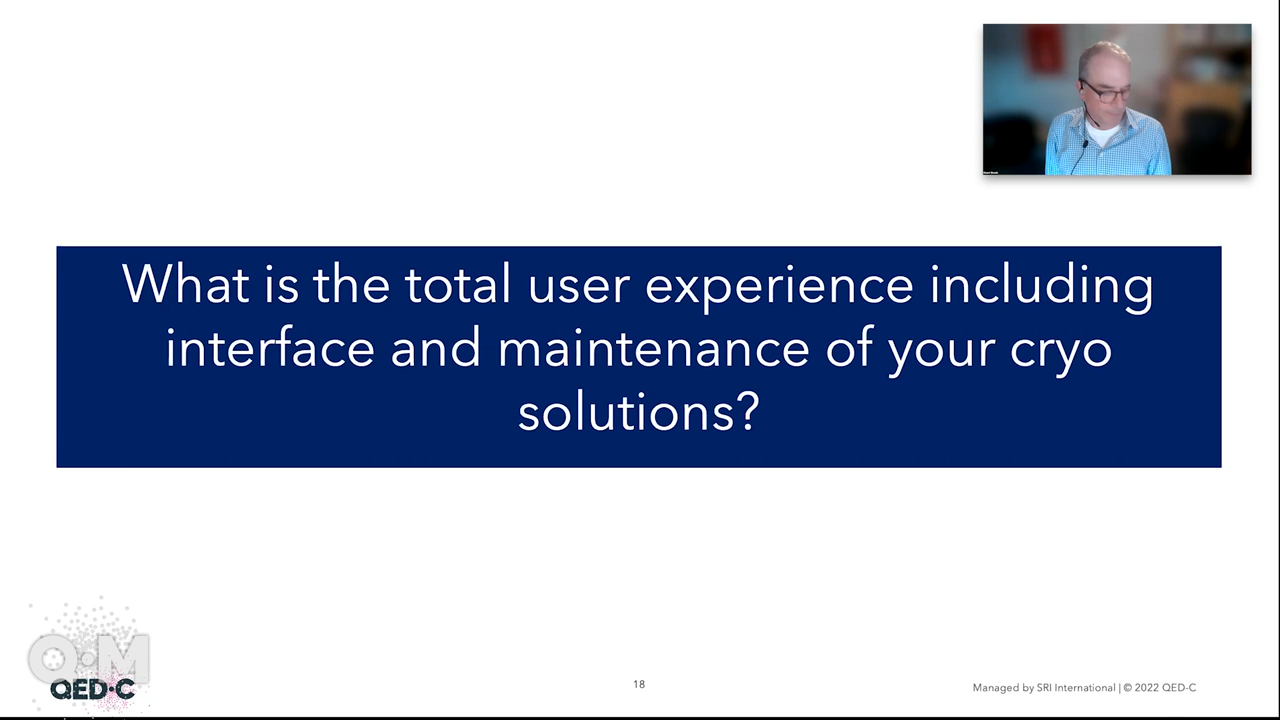 What is the total user experience including
interface and maintenance of your cryo
solutions?
Q M
QED·C
18
Managed by SRI International | © 2022 QED-C